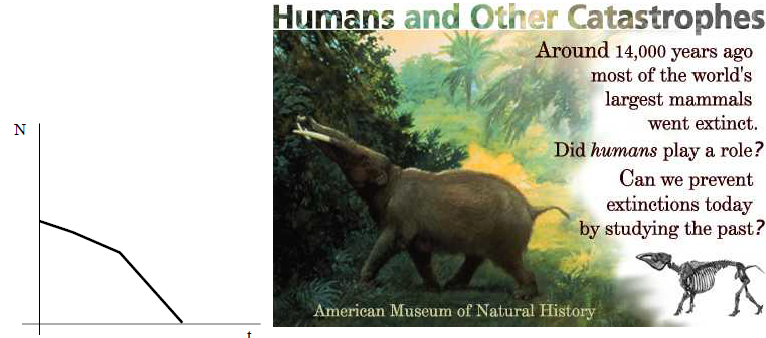 Humans and Other Catastrophes
Around 14,000 years ago
most of the world's
largest mammals
went extinct.
Did humans play a role?
Can we prevent
extinctions today
by studying the past?
American Museum of Natural History
N
t